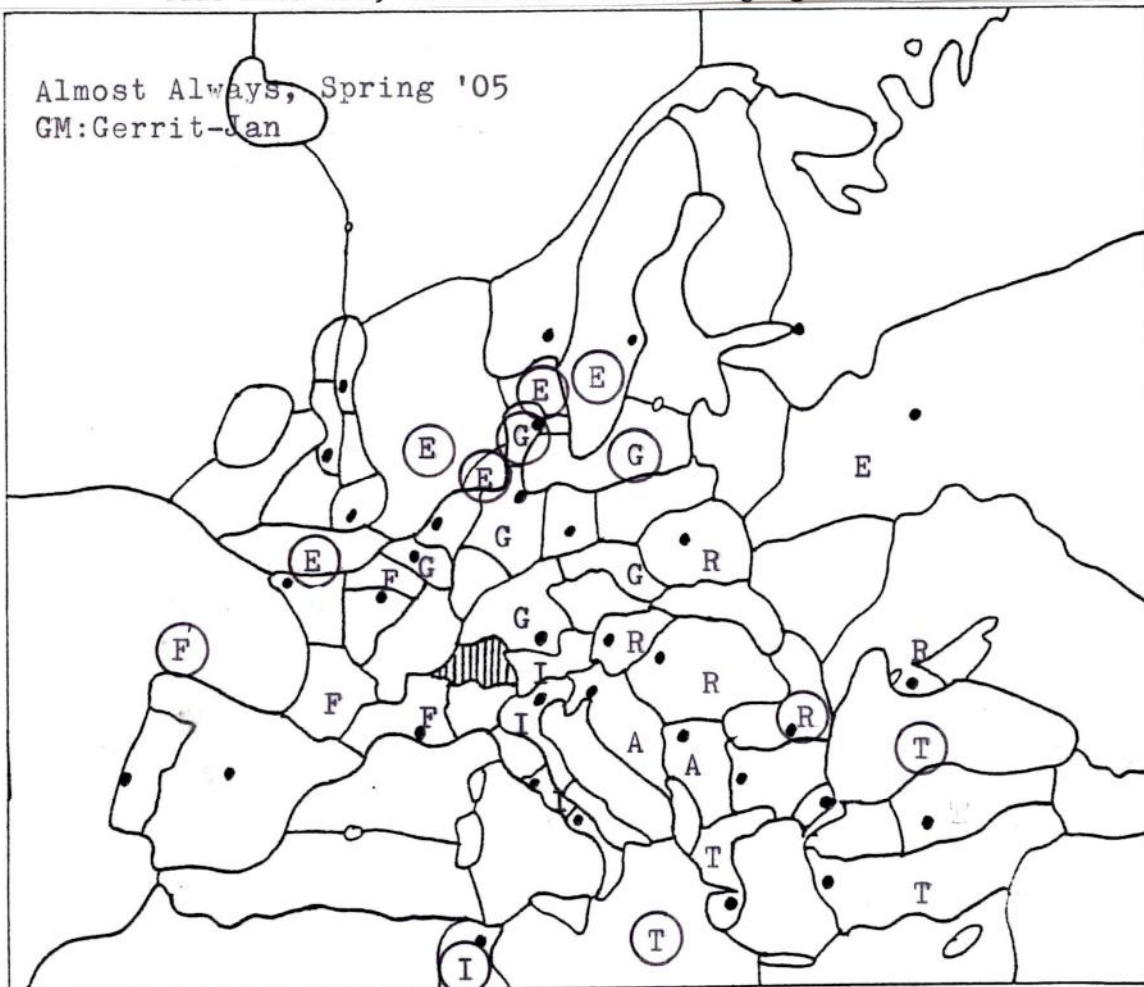 Almost Always, Spring '05
GM:Gerrit-Jan
E E
E G G E
E
G
E F G G R
G
F R R
I R
F F I R
A A T
I
T
T
T
I